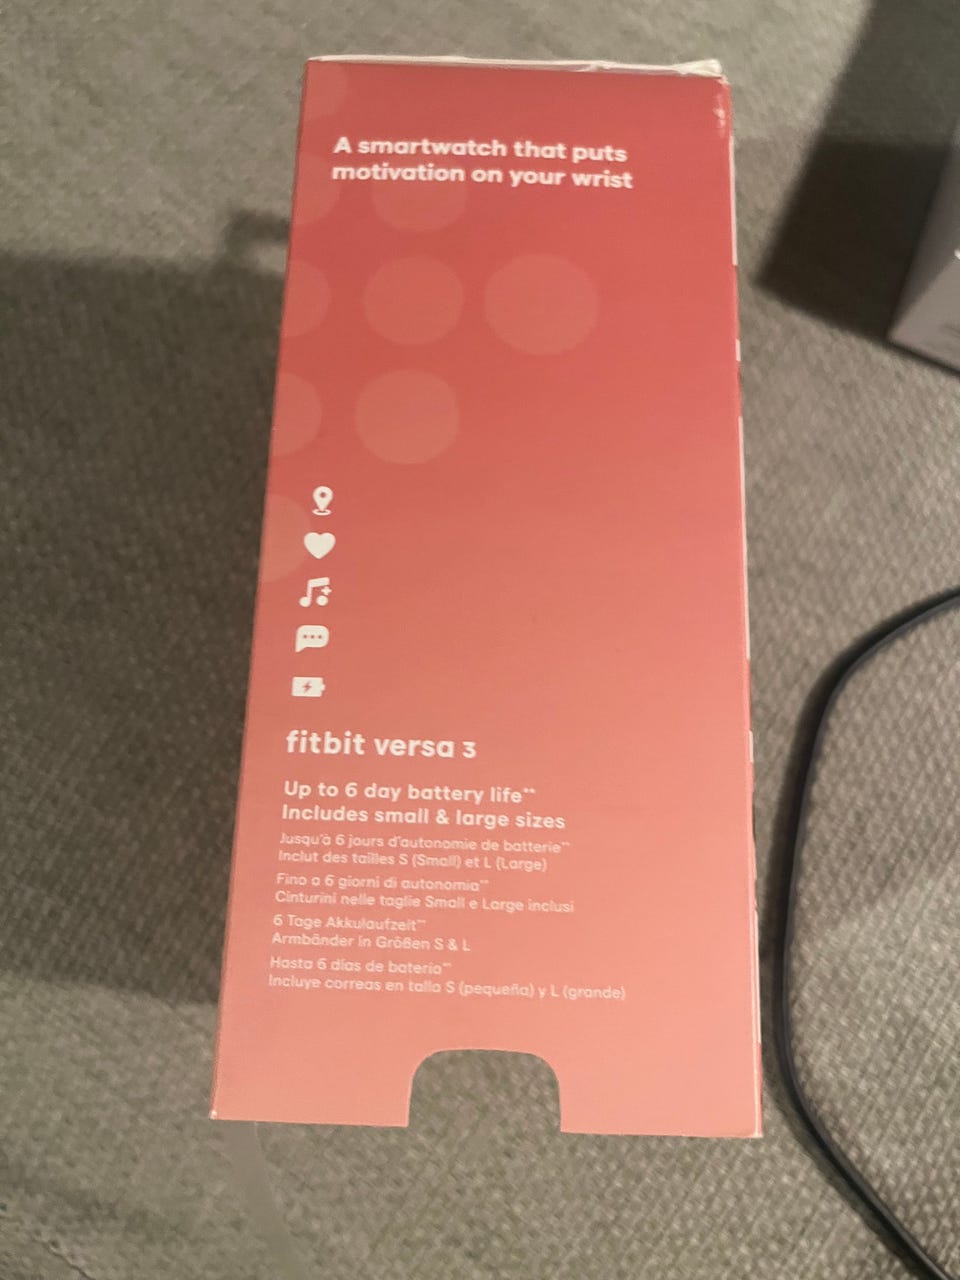 A smartwatch that puts
motivation on your wrist
fitbit versa 3
Up to 6 day battery life**
Includes small & large sizes
Jusqu'à 6 jours d'autonomie de batterie**
Inclut des tailles S (Small) et L (Large)
Fino a 6 giorni di autonomia**
Cinturini nelle taglie Small e Large inclusi
6 Tage Akkulaufzeit**
Armbänder in Größen S & L
Hasta 6 días de batería**
Incluye correas en talla S (pequeña) y L (grande)